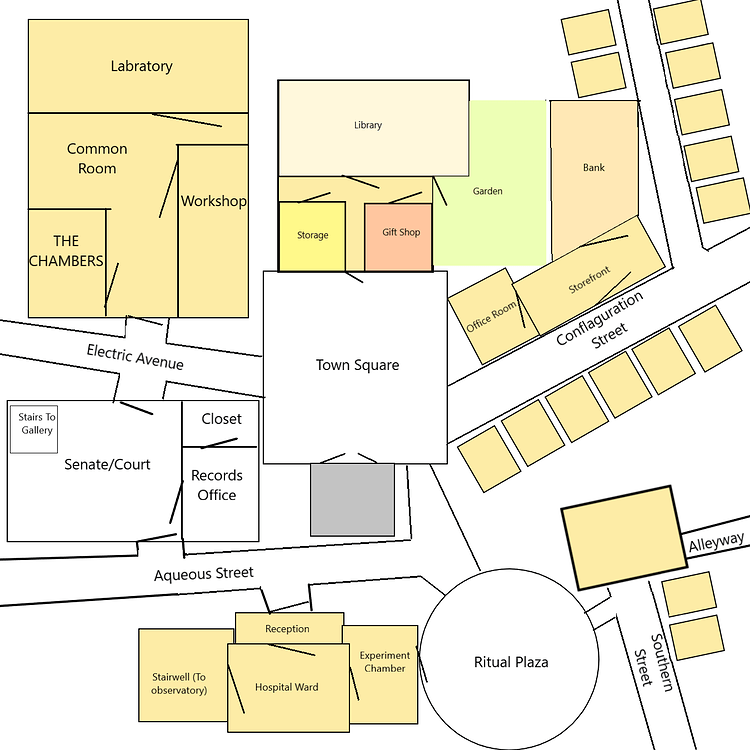 Labratory
Common
Room
Workshop
THE
CHAMBERS
Library
Garden
Bank
Storage
Gift Shop
Storefront
Office Room
Conflaguration
Street
Electric Avenue
Town Square
Stairs To
Gallery
Closet
Senate/Court
Records
Office
Alleyway
Aqueous Street
Reception
Stairwell (To
observatory)
Hospital Ward
Experiment
Chamber
Ritual Plaza
Southern
Street